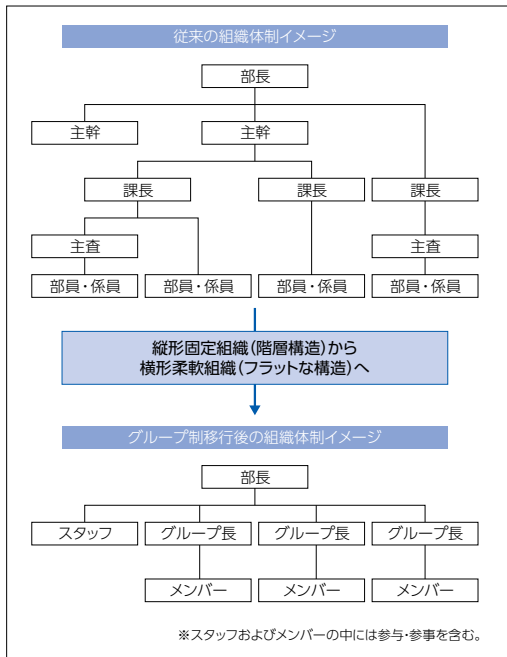 従来の組織体制イメージ
部長
主幹
主幹
課長
課長
課長
主査
主査
部員・係員
部員・係員
部員・係員
部員・係員
縦形固定組織(階層構造)から
横形柔軟組織(フラットな構造)へ
グループ制移行後の組織体制イメージ
部長
スタッフ
グループ長
グループ長
グループ長
メンバー
メンバー
メンバー
※スタッフおよびメンバーの中には参与・参事を含む。